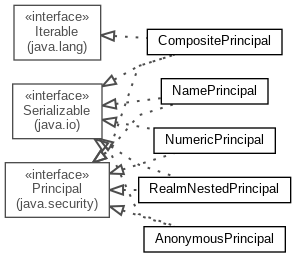 «interface»
Iterable
(java.lang)
CompositePrincipal
«interface»
Serializable
(java.io)
NamePrincipal
NumericPrincipal
«interface»
Principal
(java.security)
RealmNestedPrincipal
AnonymousPrincipal